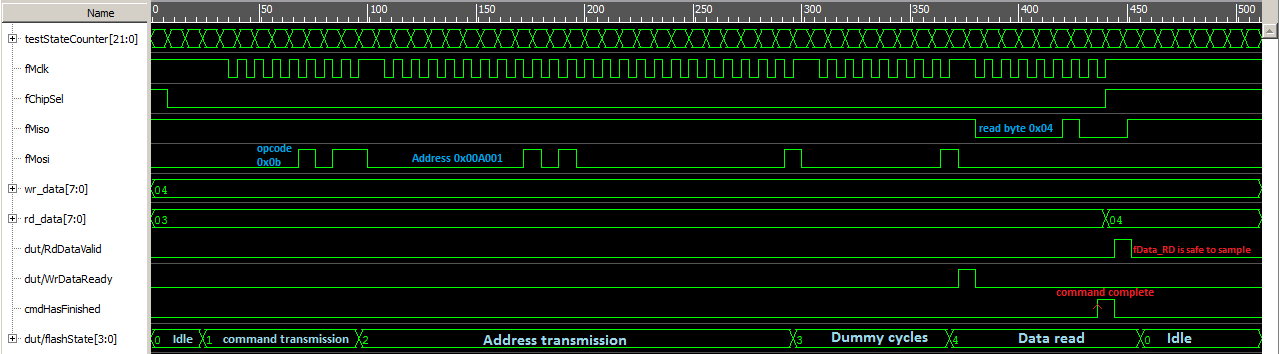 Name
0 50 100 150 200 250 300 350 400 450 500
testStateCounter[21:0]
fMclk
fChipSel
fMiso
read byte 0x04
fMosi
opcode
0x0b
Address 0x00A001
wr_data[7:0]
04
rd_data[7:0]
03
04
dut/RdDataValid
fData_RD is safe to sample
dut/WrDataReady
cmdHasFinished
command complete
dut/flashState[3:0]
0 Idle 1 command transmission 2 Address transmission 3 Dummy cycles 4 Data read 0 Idle